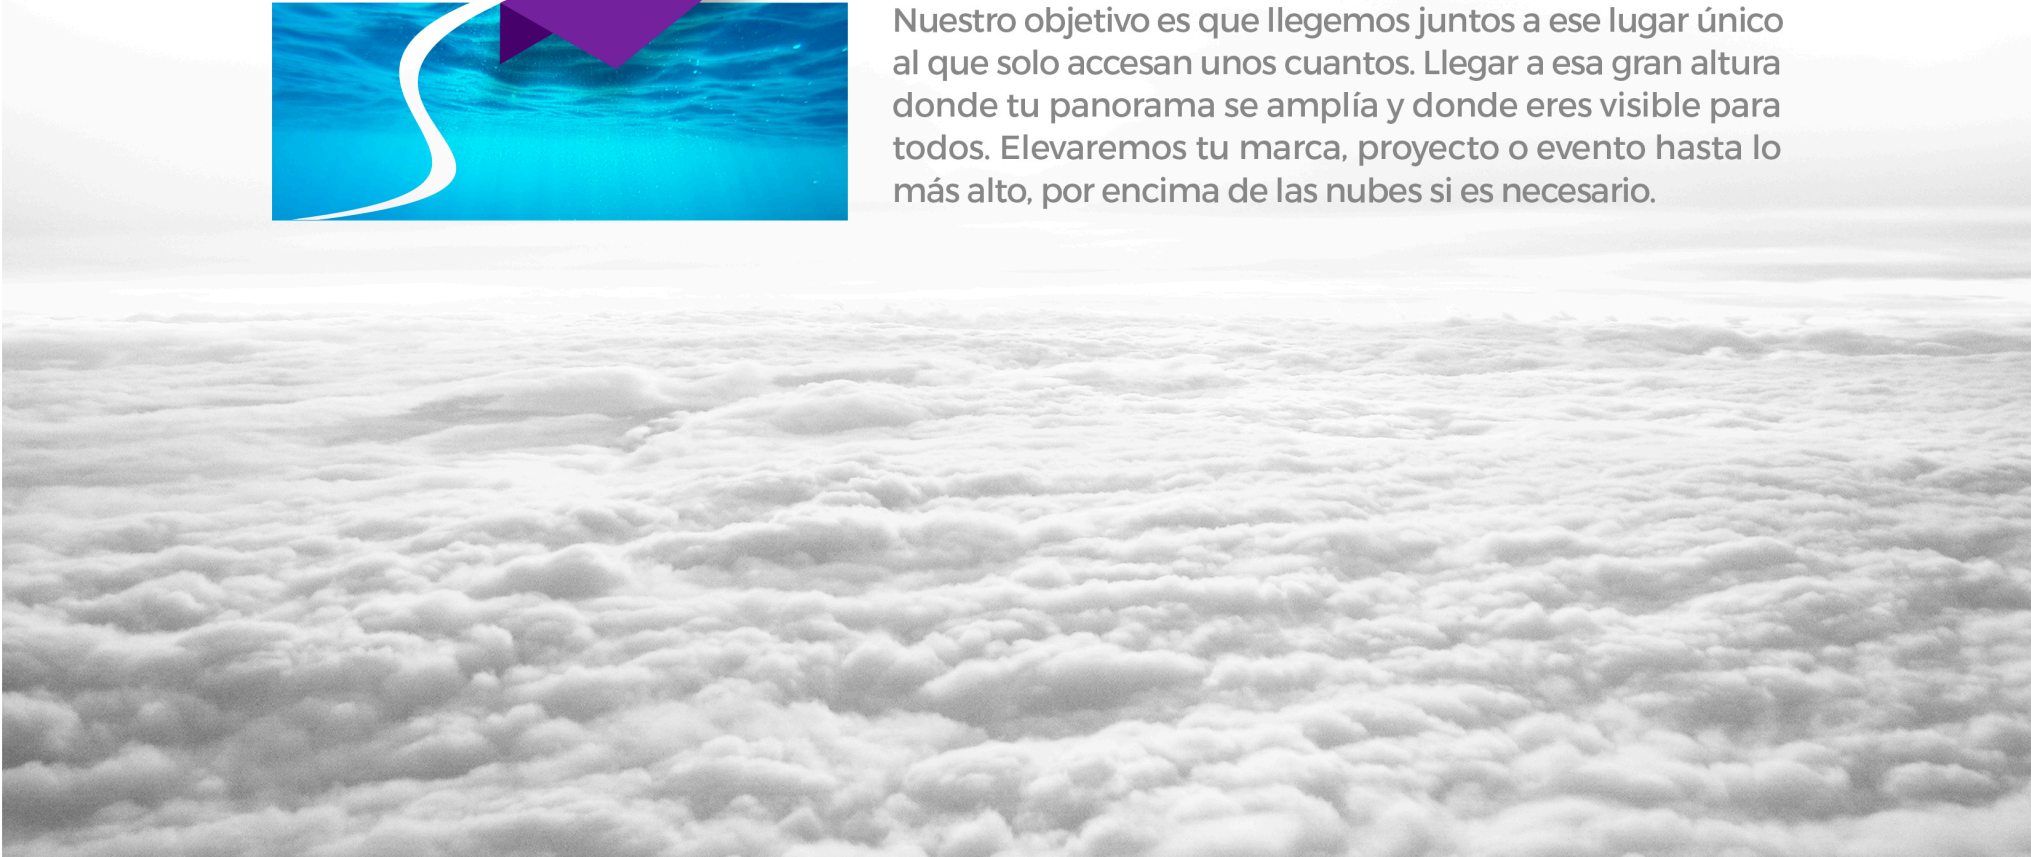 Nuestro objetivo es que llegemos juntos a ese lugar único
al que solo accesan unos cuantos. Llegar a esa gran altura
donde tu panorama se amplía y donde eres visible para
todos. Elevaremos tu marca, proyecto o evento hasta lo
más alto, por encima de las nubes si es necesario.